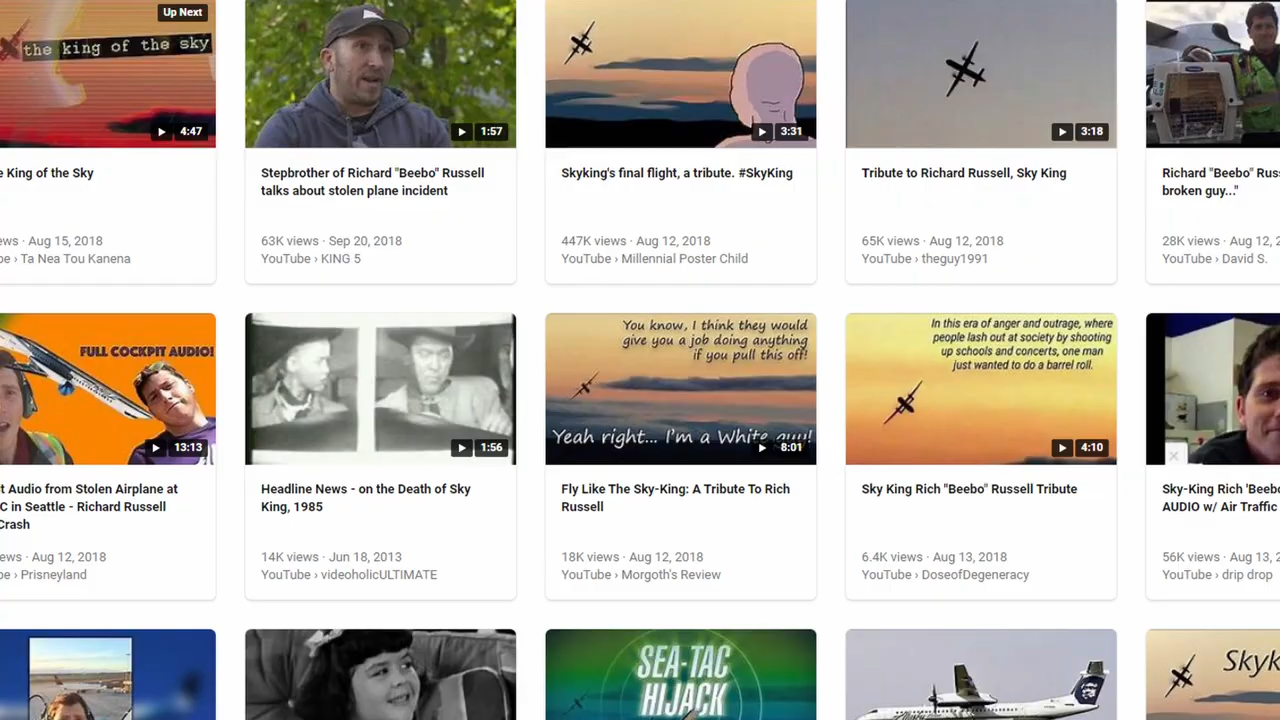 Up Next
the king of the sky
4:47
1:57
3:31
3:18
e King of the Sky
Stepbrother of Richard "Beebo" Russell
talks about stolen plane incident
Skyking's final flight, a tribute. #SkyKing
Tribute to Richard Russell, Sky King
Richard "Beebo" Rus
broken guy..."
ews · Aug 15, 2018
be › Ta Nea Tou Kanena
63K views · Sep 20, 2018
YouTube › KING 5
447K views · Aug 12, 2018
YouTube › Millennial Poster Child
65K views · Aug 12, 2018
YouTube › theguy1991
28K views · Aug 12, 2
YouTube › David S.
FULL COCKPIT AUDIO!
13:13
1:56
You know, I think they would
give you a job doing anything
if you pull this off!
Yeah right... I'm a White guy!
8:01
In this era of anger and outrage, where
people lash out at society by shooting
up schools and concerts, one man
just wanted to do a barrel roll.
4:10
t Audio from Stolen Airplane at
C in Seattle - Richard Russell
Crash
Headline News - on the Death of Sky
King, 1985
Fly Like The Sky-King: A Tribute To Rich
Russell
Sky King Rich "Beebo" Russell Tribute
Sky-King Rich 'Beebo
AUDIO w/ Air Traffic
ews · Aug 12, 2018
be › Prisneyland
14K views · Jun 18, 2013
YouTube › videoholicULTIMATE
18K views · Aug 12, 2018
YouTube › Morgoth's Review
6.4K views · Aug 13, 2018
YouTube › DoseofDegeneracy
56K views · Aug 13, 2
YouTube › drip drop
SEA-TAC
HIJACK
Skyk